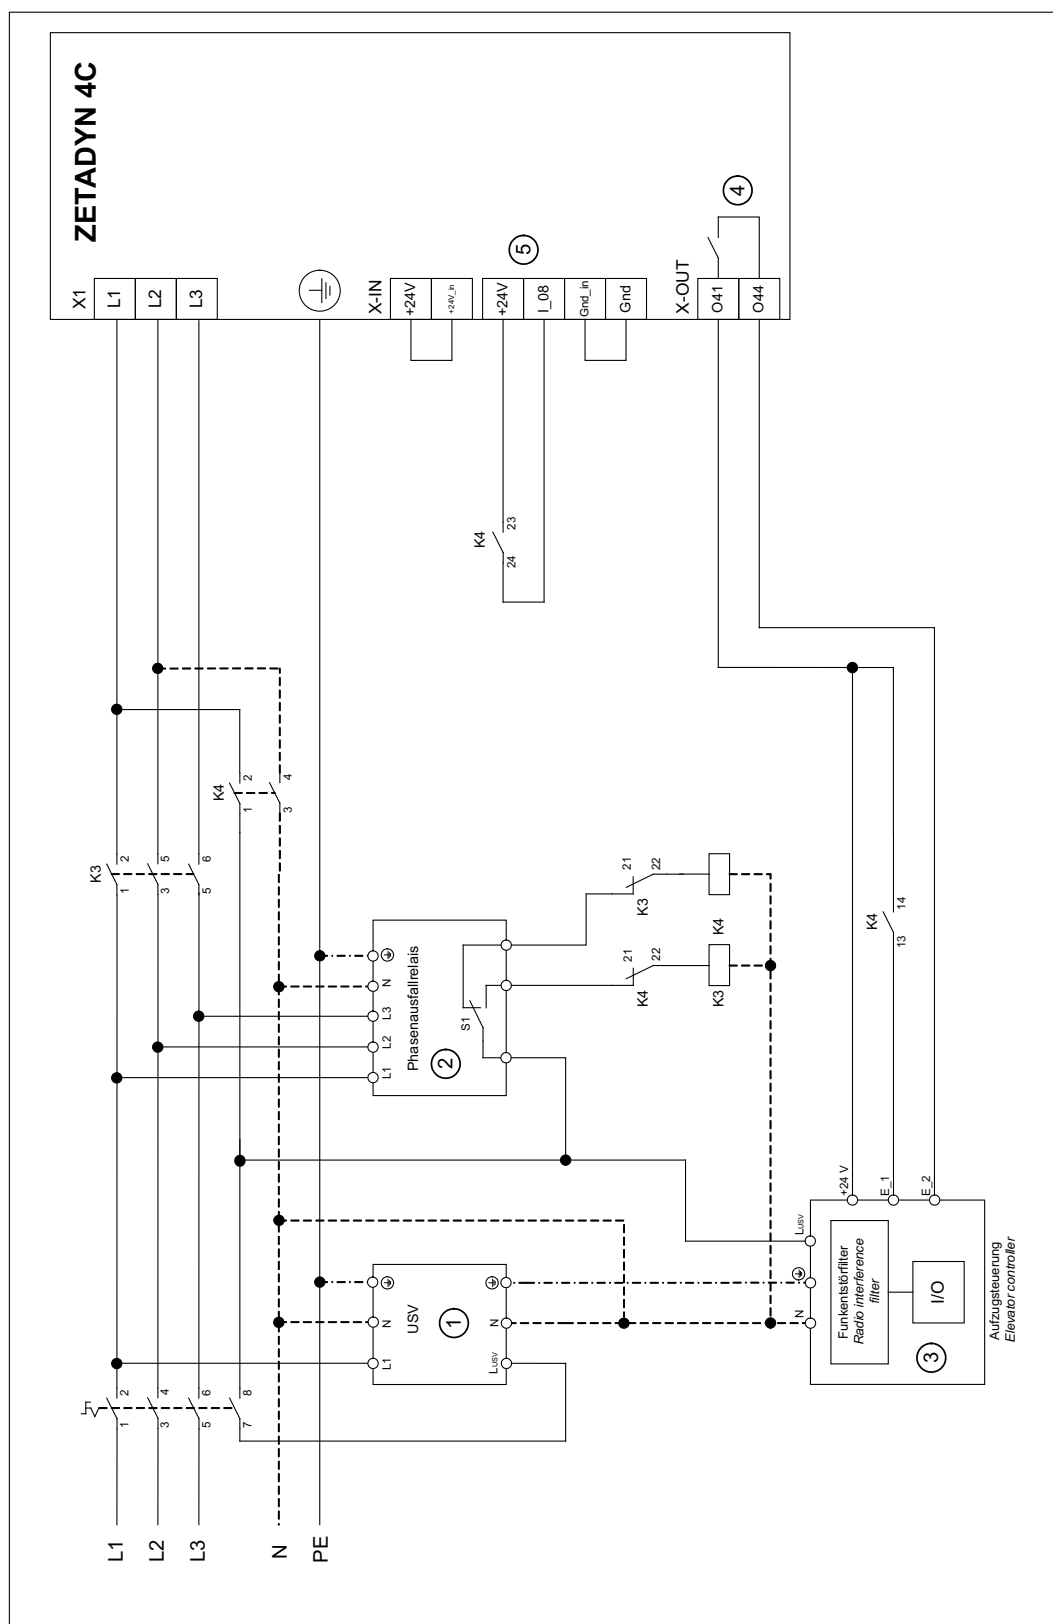 ZETADYN 4C
X1
L1
L2
L3
X-IN
+24V
+24V_in
+24V
I_08
Gnd_in
Gnd
5
X-OUT
O41
O44
4
K4
23
24
K4
2
4
1
3
K3
2
5
6
1
3
5
L1
L2
L3
N
Phasenausfallrelais
2
S1
21
22
K3
K4
21
22
K4
K3
K4
14
13
L1
N
USV
1
LUSV
N
LUSV
N
+24 V
E_1
E_2
Funkentstörfilter
Radio interference
filter
I/O
3
Aufzugsteuerung
Elevator controller
2
4
6
8
1
3
5
7
L1
L2
L3
N
PE